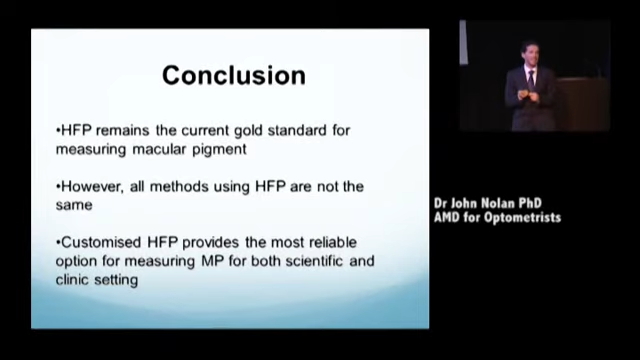 Conclusion
•HFP remains the current gold standard for
measuring macular pigment
•However, all methods using HFP are not the
same
•Customised HFP provides the most reliable
option for measuring MP for both scientific and
clinic setting
Dr John Nolan PhD
AMD for Optometrists